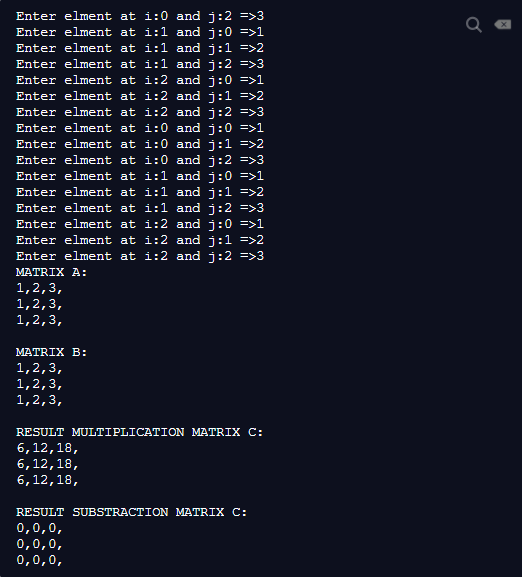 Enter elment at i:0 and j:2 =>3
Enter elment at i:1 and j:0 =>1
Enter elment at i:1 and j:1 =>2
Enter elment at i:1 and j:2 =>3
Enter elment at i:2 and j:0 =>1
Enter elment at i:2 and j:1 =>2
Enter elment at i:2 and j:2 =>3
Enter elment at i:0 and j:0 =>1
Enter elment at i:0 and j:1 =>2
Enter elment at i:0 and j:2 =>3
Enter elment at i:1 and j:0 =>1
Enter elment at i:1 and j:1 =>2
Enter elment at i:1 and j:2 =>3
Enter elment at i:2 and j:0 =>1
Enter elment at i:2 and j:1 =>2
Enter elment at i:2 and j:2 =>3
MATRIX A:
1,2,3,
1,2,3,
1,2,3,
MATRIX B:
1,2,3,
1,2,3,
1,2,3,
RESULT MULTIPLICATION MATRIX C:
6,12,18,
6,12,18,
6,12,18,
RESULT SUBSTRACTION MATRIX C:
0,0,0,
0,0,0,
0,0,0,